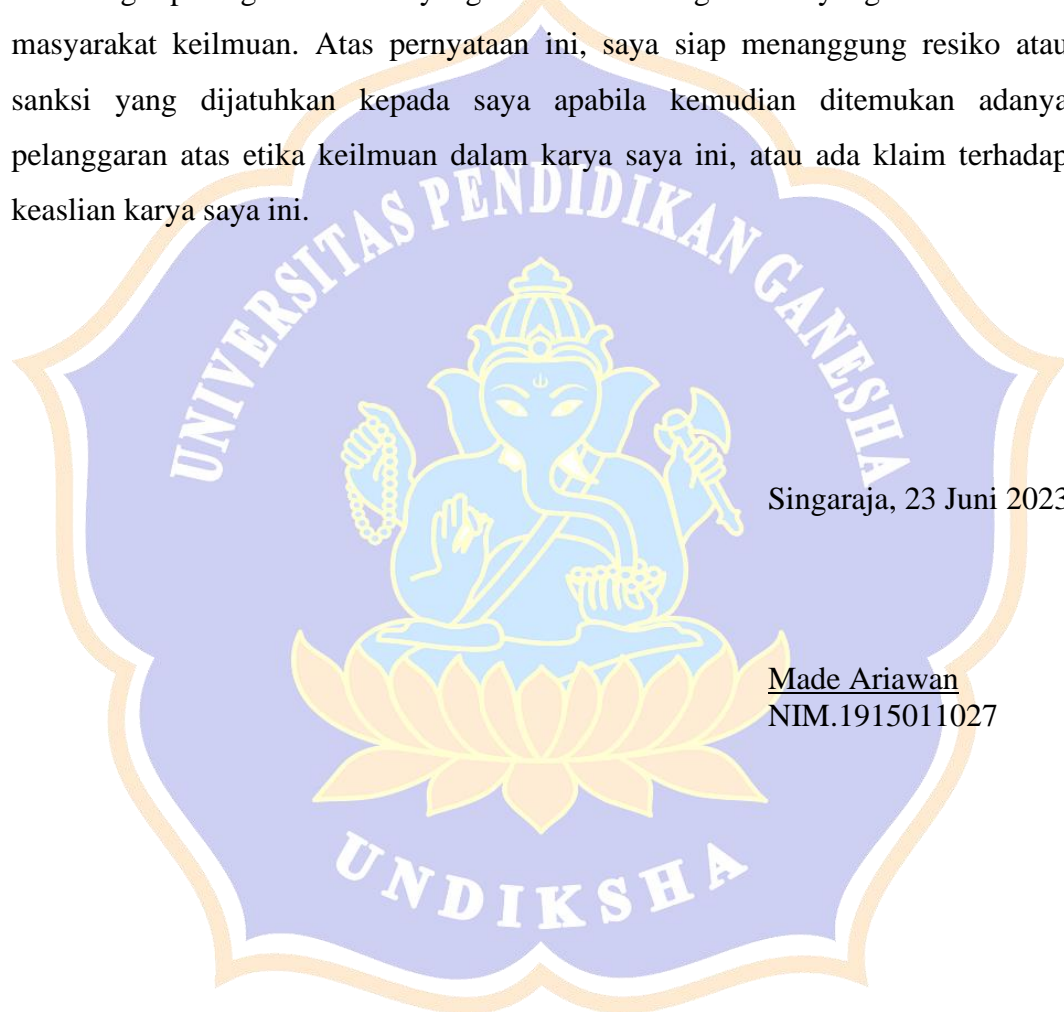 masyarakat keilmuan. Atas pernyataan ini, saya siap menanggung resiko atau
sanksi yang dijatuhkan kepada saya apabila kemudian ditemukan adanya
pelanggaran atas etika keilmuan dalam karya saya ini, atau ada klaim terhadap
keaslian karya saya ini.
UNIVERSITAS PENDIDIKAN GANESHA
Singaraja, 23 Juni 2023
Made Ariawan
NIM.1915011027
UNDIKSHA